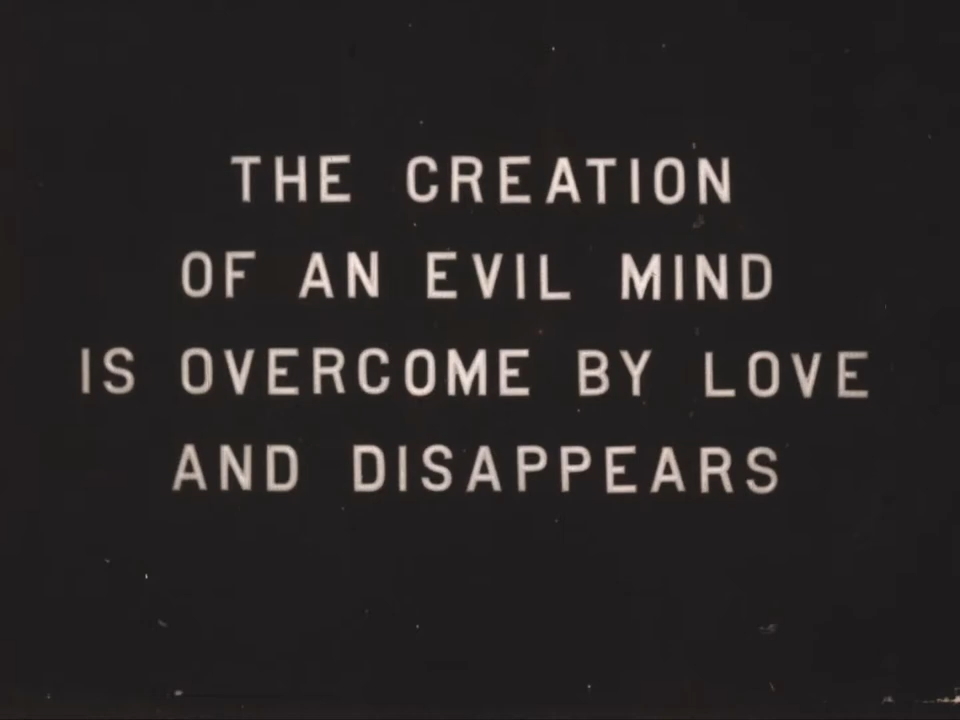 THE CREATION
OF AN EVIL MIND
IS OVERCOME BY LOVE
AND DISAPPEARS